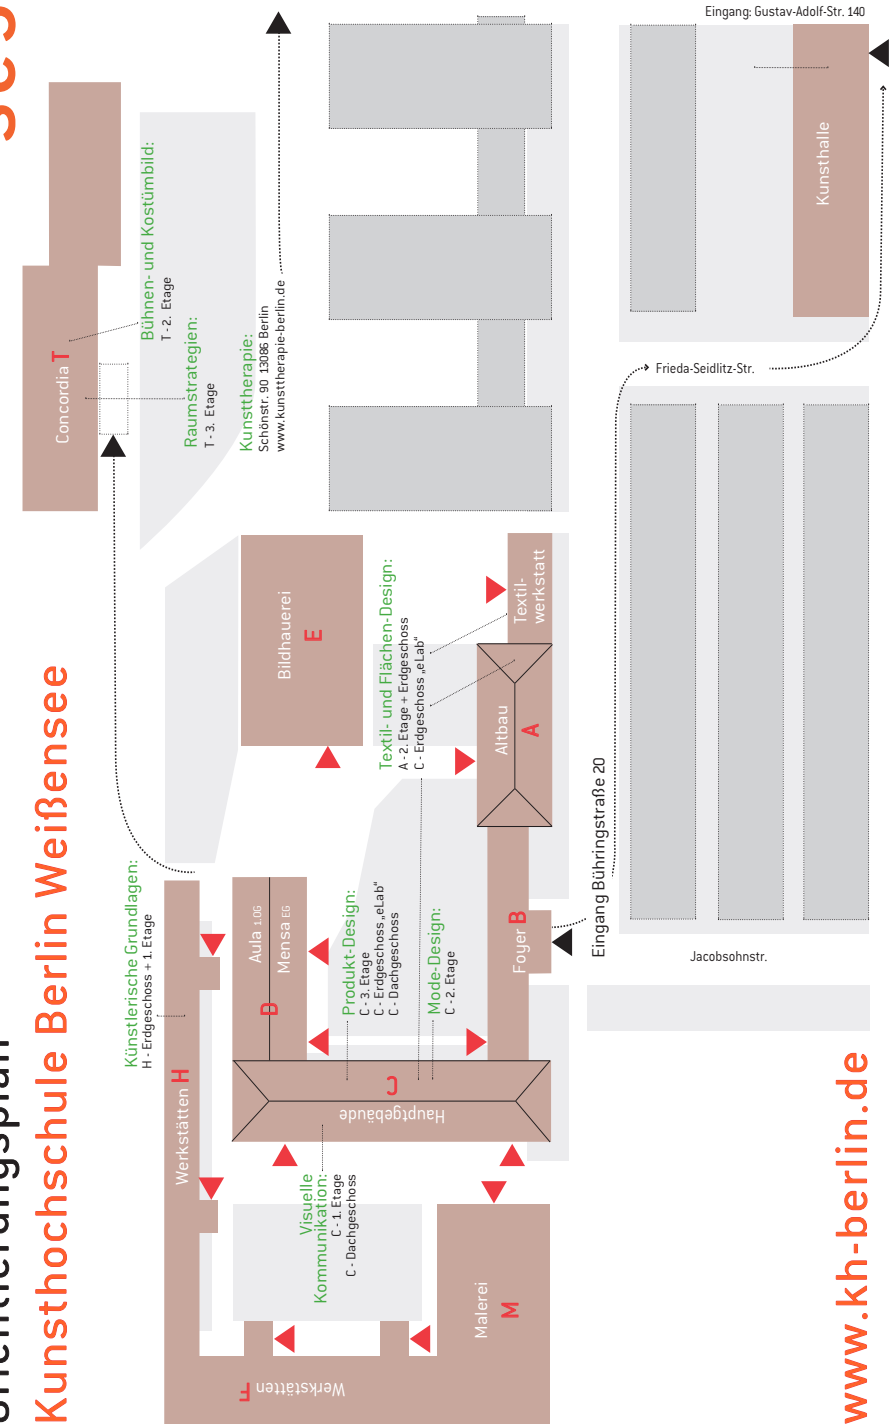 Orientierungsplan
Kunsthochschule Berlin Weißensee
Künstlerische Grundlagen:
H - Erdgeschoss + 1. Etage
Werkstätten H
Werkstätten F
Visuelle
Kommunikation:
C - 1. Etage
C - Dachgeschoss
Malerei
M
Hauptgebäude
C
Aula 1.OG
Mensa EG
D
Produkt-Design:
C - 3. Etage
C - Erdgeschoss „eLab“
C - Dachgeschoss
Mode-Design:
C - 2. Etage
Foyer B
Eingang Bühringstraße 20
Altbau
A
Textil- und Flächen-Design:
A - 2. Etage + Erdgeschoss
C - Erdgeschoss „eLab“
Textil-
werkstatt
Bildhauerei
E
Concordia T
Bühnen- und Kostümbild:
T - 2. Etage
Raumstrategien:
T - 3. Etage
Kunsttherapie:
Schönstr. 90 13086 Berlin
www.kunsttherapie-berlin.de
Jacobsohnstr.
Frieda-Seidlitz-Str.
Kunsthalle
Eingang: Gustav-Adolf-Str. 140
www.kh-berlin.de